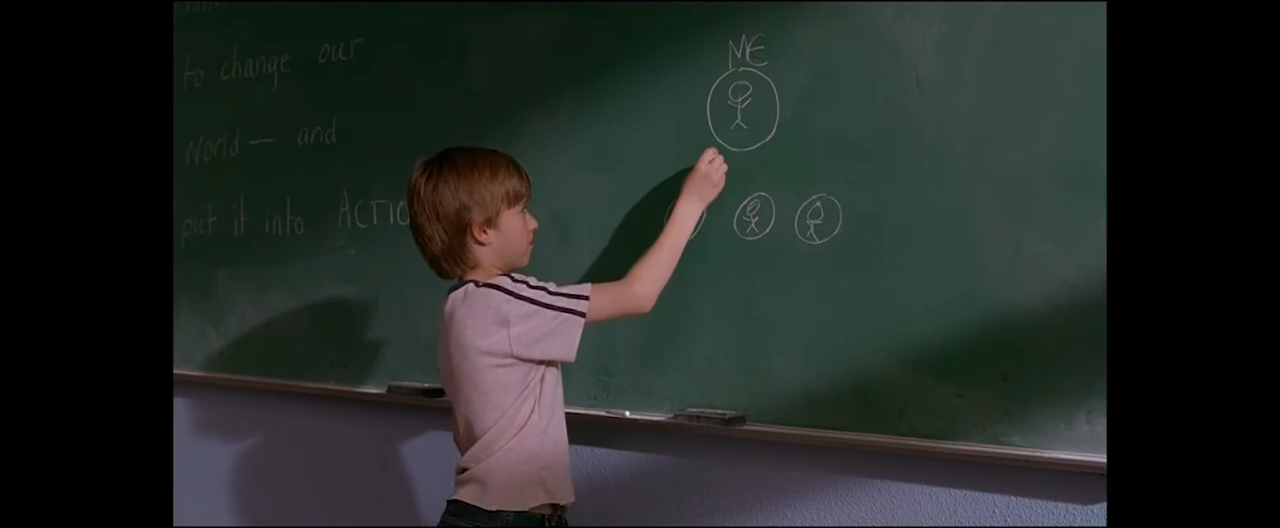 to change our
World — and
put it into ACTIO
ME